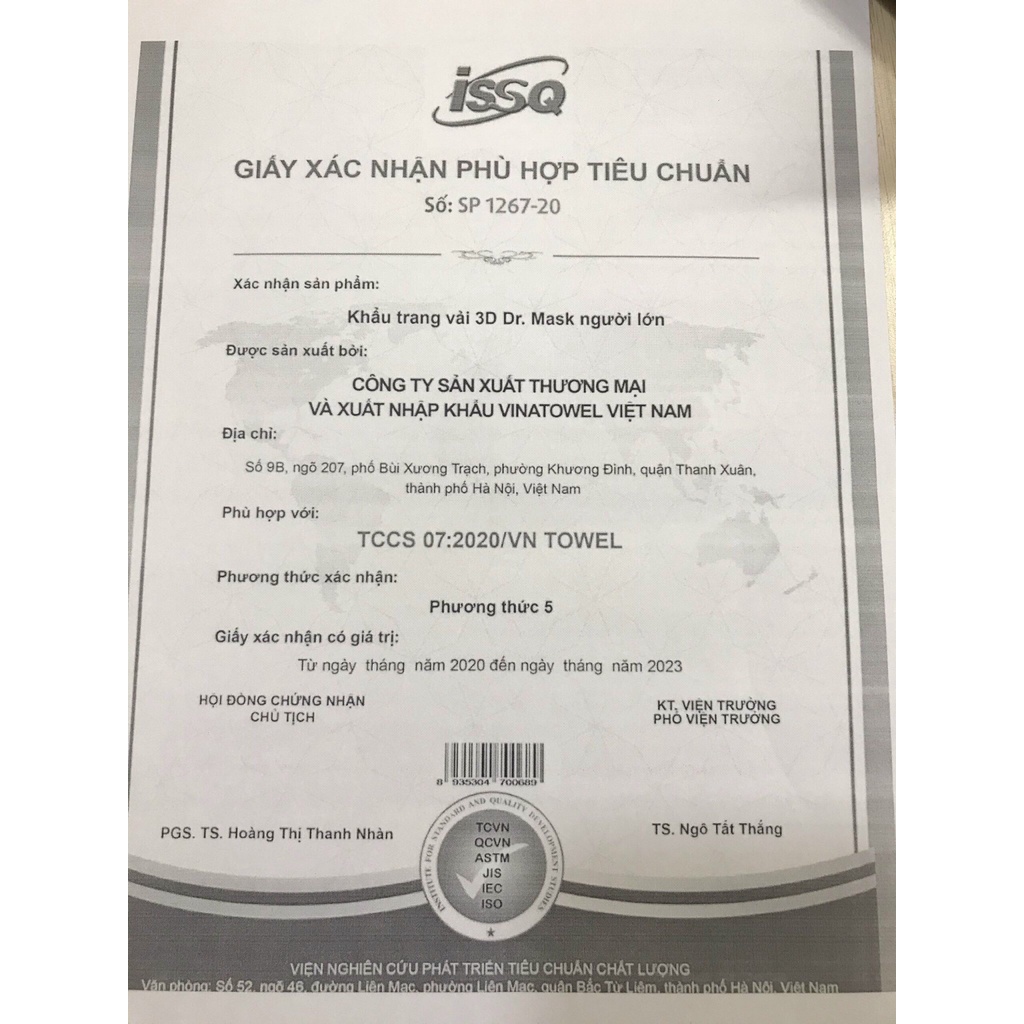 ISSQ
GIẤY XÁC NHẬN PHÙ HỢP TIÊU CHUẨN
Số: SP 1267-20
Xác nhận sản phẩm:
Khẩu trang vải 3D Dr. Mask người lớn
Được sản xuất bởi:
CÔNG TY SẢN XUẤT THƯƠNG MẠI
VÀ XUẤT NHẬP KHẨU VINATOWEL VIỆT NAM
Địa chỉ:
Số 9B, ngõ 207, phố Bùi Xương Trạch, phường Khương Đình, quận Thanh Xuân,
thành phố Hà Nội, Việt Nam
Phù hợp với:
TCCS 07:2020/VN TOWEL
Phương thức xác nhận:
Phương thức 5
Giấy xác nhận có giá trị:
Từ ngày tháng năm 2020 đến ngày tháng năm 2023
HỘI ĐỒNG CHỨNG NHẬN
CHỦ TỊCH
KT. VIỆN TRƯỞNG
PHÓ VIỆN TRƯỞNG
8 935304 700689
PGS. TS. Hoàng Thị Thanh Nhàn
TS. Ngô Tất Thắng
INSTITUTE FOR STANDARD AND QUALITY DEVELOPMENT STUDIES
TCVN
QCVN
ASTM
JIS
IEC
ISO
VIỆN NGHIÊN CỨU PHÁT TRIỂN TIÊU CHUẨN CHẤT LƯỢNG
Văn phòng: Số 52, ngõ 46, đường Liên Mạc, phường Liên Mạc, quận Bắc Từ Liêm, thành phố Hà Nội, Việt Nam